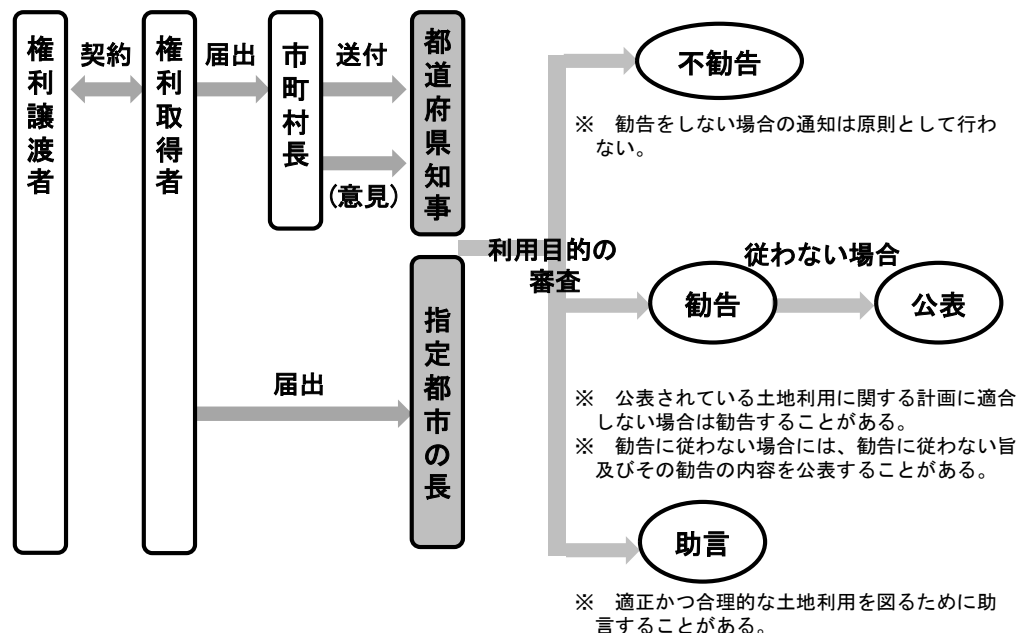 権利譲渡者
契約
権利取得者
届出
市町村長
送付
(意見)
都道府県知事
届出
指定都市の長
利用目的の
審査
不勧告
※　勧告をしない場合の通知は原則として行わ
ない。
勧告
従わない場合
公表
※　公表されている土地利用に関する計画に適合
しない場合は勧告することがある。
※　勧告に従わない場合には、勧告に従わない旨
及びその勧告の内容を公表することがある。
助言
※　適正かつ合理的な土地利用を図るために助
言することがある。